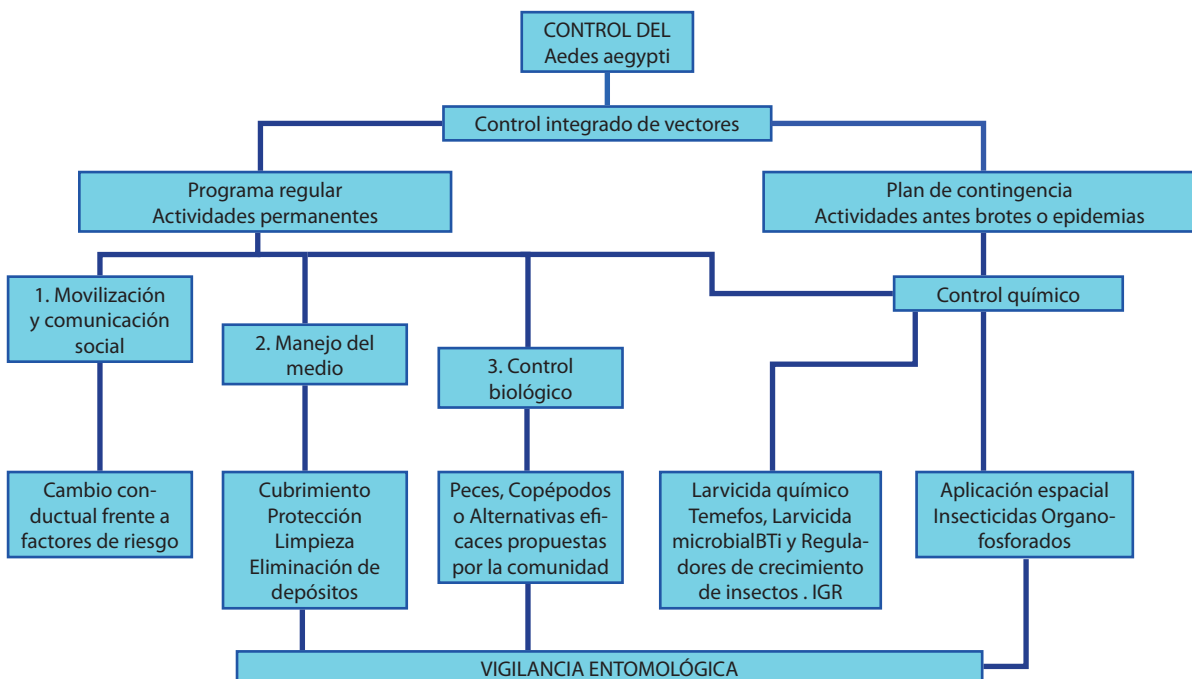 CONTROL DEL
Aedes aegypti
Control integrado de vectores
Programa regular
Actividades permanentes
Plan de contingencia
Actividades antes brotes o epidemias
1. Movilización
y comunicación
social
2. Manejo del
medio
3. Control
biológico
Control químico
Cambio con-
ductual frente a
factores de riesgo
Cubrimiento
Protección
Limpieza
Eliminación de
depósitos
Peces, Copépodos
o Alternativas efi-
caces propuestas
por la comunidad
Larvicida químico
Temefos, Larvicida
microbialBTi y Regula-
dores de crecimiento
de insectos . IGR
Aplicación espacial
Insecticidas Organo-
fosforados
VIGILANCIA ENTOMOLÓGICA